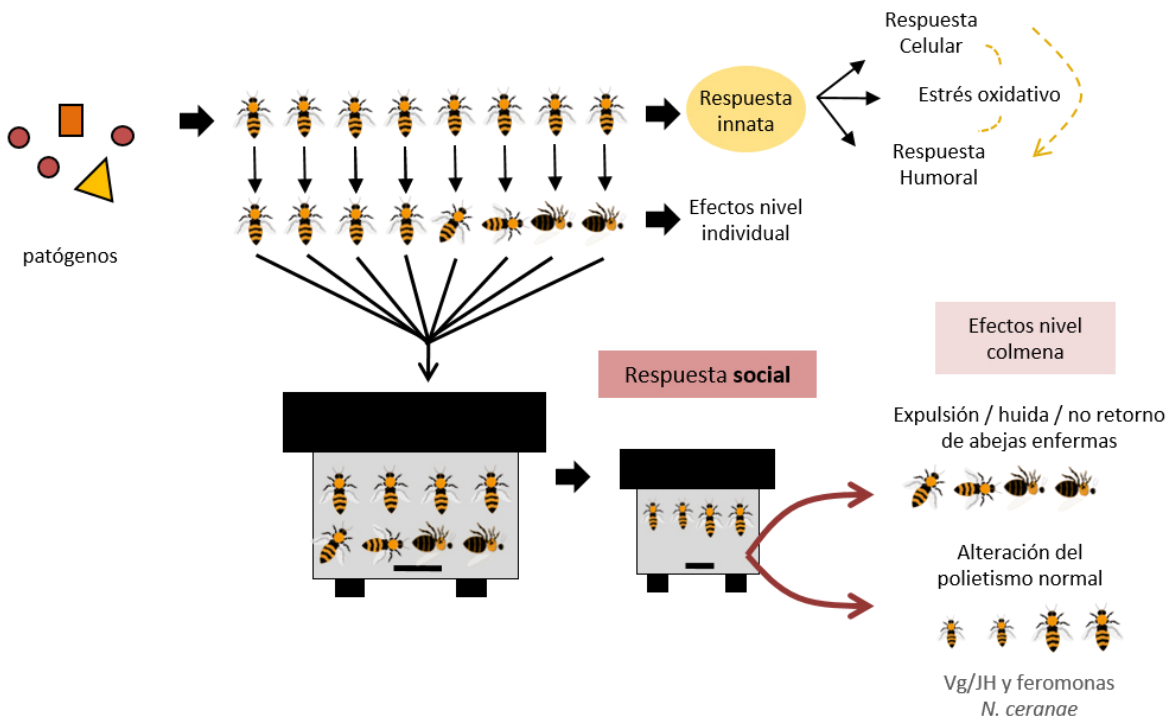 patógenos
Respuesta
innata
Respuesta
Celular
Estrés oxidativo
Respuesta
Humoral
Efectos nivel
individual
Respuesta social
Efectos nivel
colmena
Expulsión / huida / no retorno
de abejas enfermas
Alteración del
polietismo normal
Vg/JH y feromonas
N. ceranae